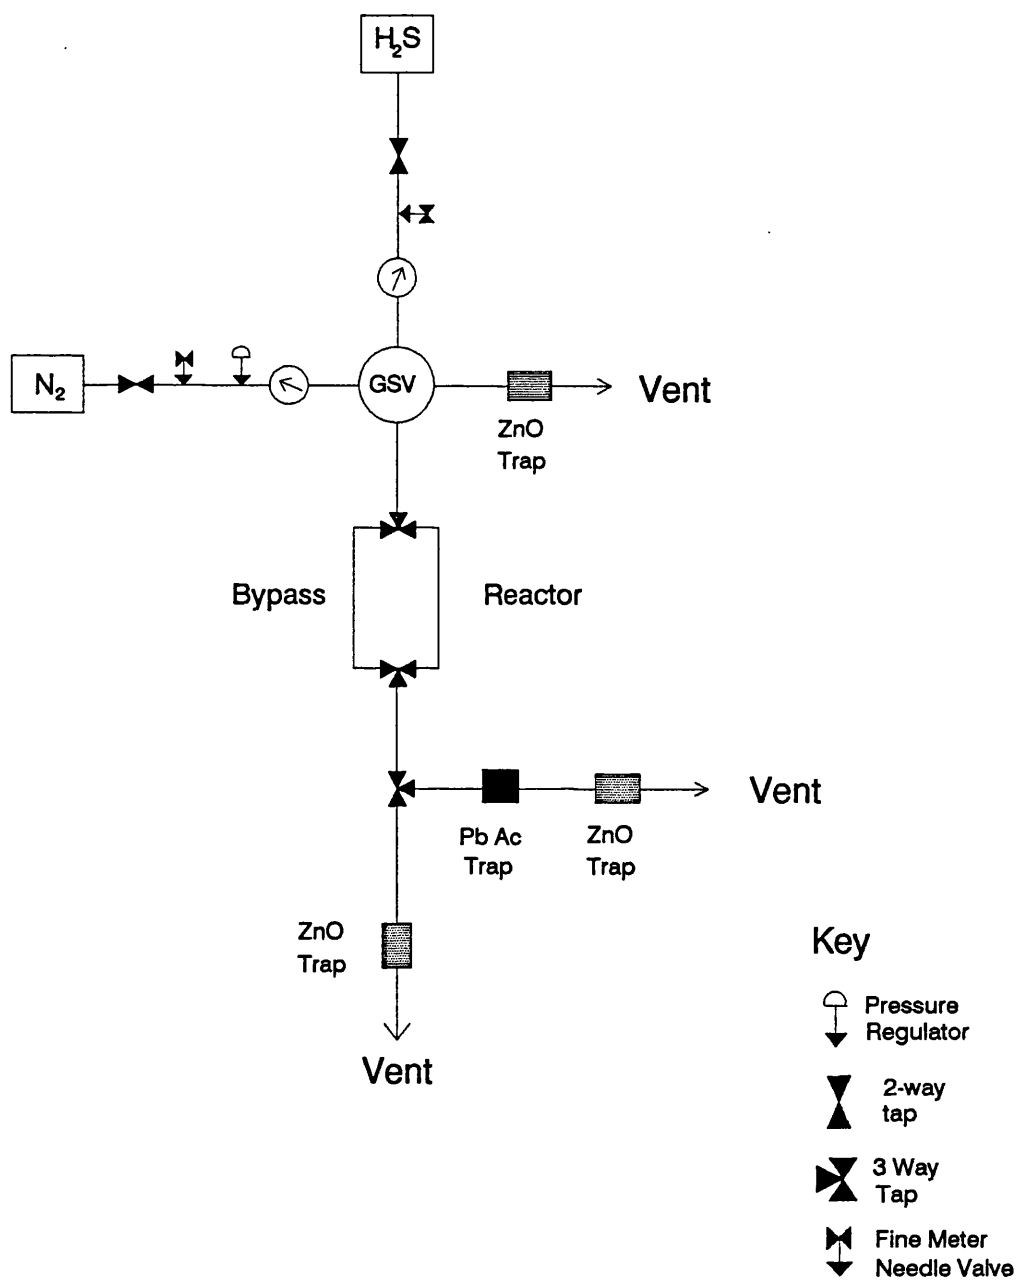 H₂S
N₂
GSV
Vent
ZnO
Trap
Bypass
Reactor
Vent
Pb Ac
Trap
ZnO
Trap
ZnO
Trap
Vent
Key
Pressure
Regulator
2-way
tap
3 Way
Tap
Fine Meter
Needle Valve